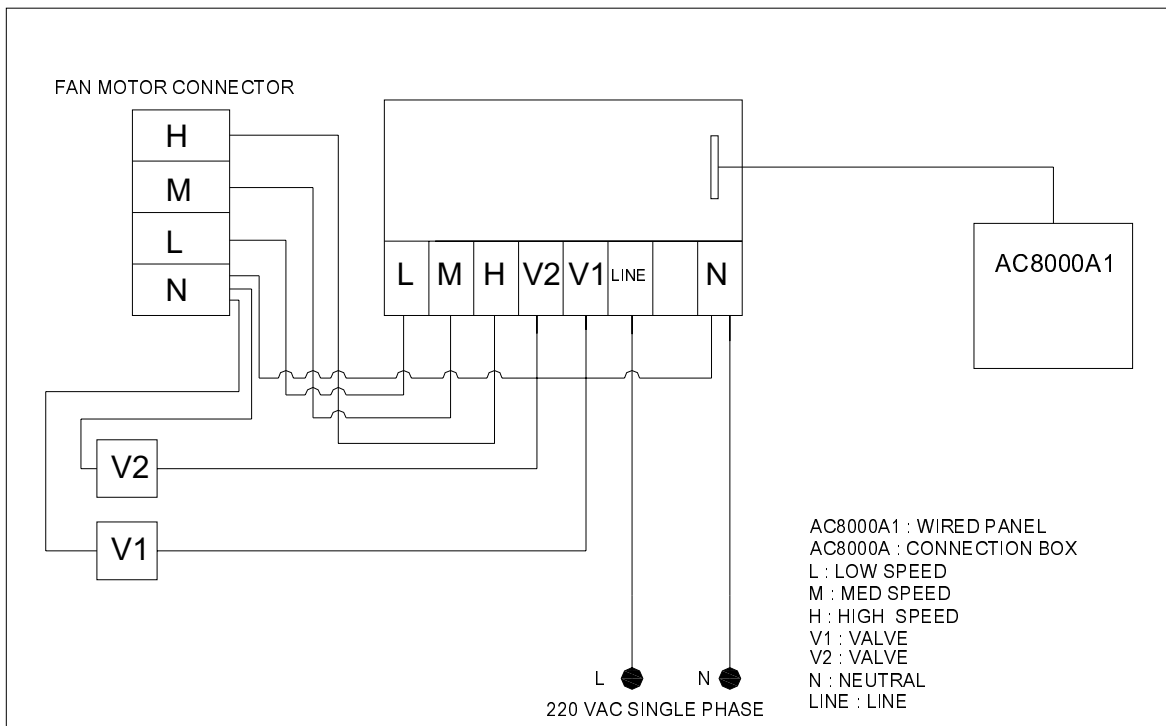 FAN MOTOR CONNECTOR
H
M
L
N
L M H V2 V1 LINE N
AC8000A1
V2
V1
AC8000A1 : WIRED PANEL
AC8000A : CONNECTION BOX
L : LOW SPEED
M : MED SPEED
H : HIGH SPEED
V1 : VALVE
V2 : VALVE
N : NEUTRAL
LINE : LINE
L N
220 VAC SINGLE PHASE